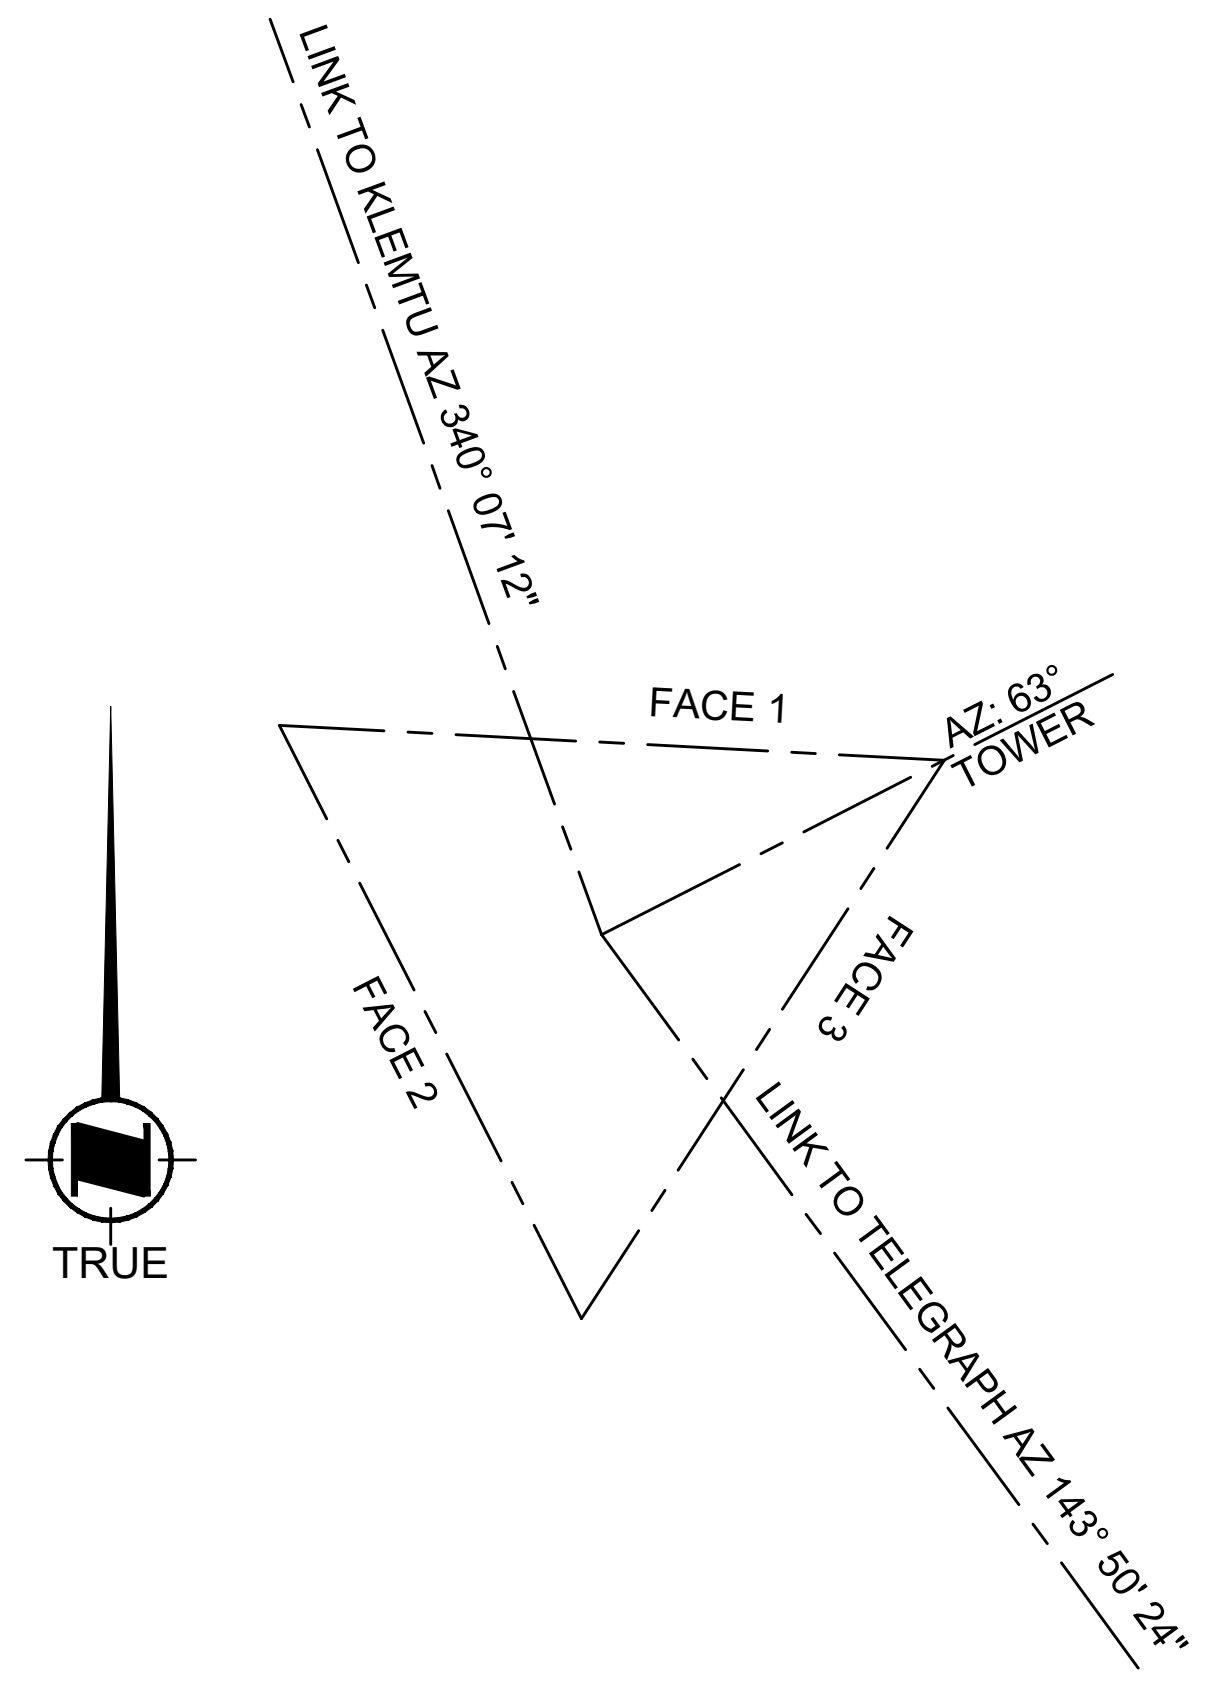 LINK TO KLEMTU AZ 340° 07' 12"
FACE 1
AZ: 63°
TOWER
FACE 2
FACE 3
LINK TO TELEGRAPH AZ 143° 50' 24"
N
TRUE